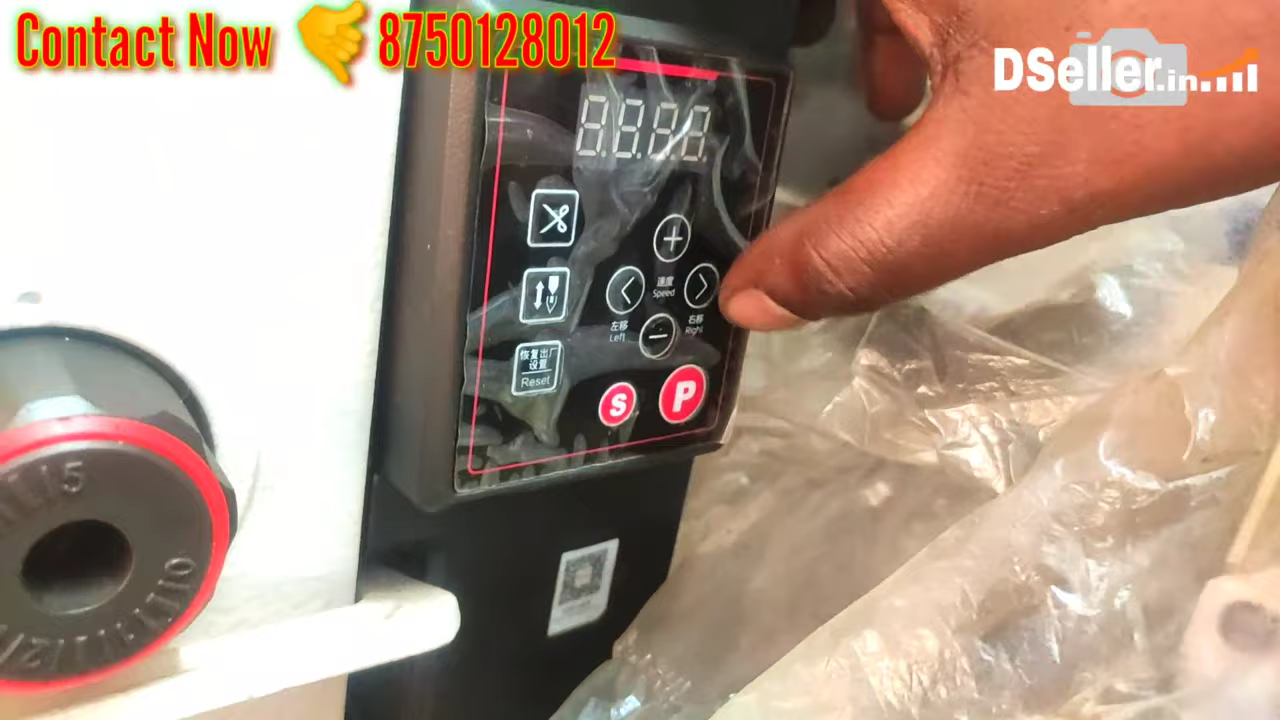 Contact Now 8750128012
DSeller.in
8.8.8.8
速度
Speed
左移
Left
右移
Right
恢复出厂
设置
Reset
S
P